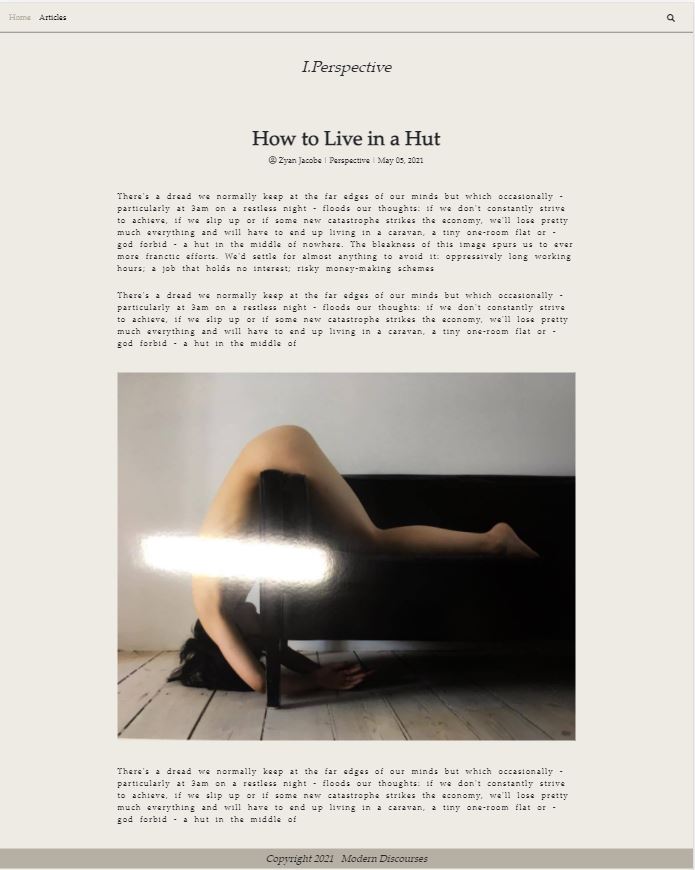 Home Articles
I.Perspective
How to Live in a Hut
Zyan Jacobe | Perspective | May 05, 2021
There's a dread we normally keep at the far edges of our minds but which occasionally -
particularly at 3am on a restless night - floods our thoughts: if we don't constantly strive
to achieve, if we slip up or if some new catastrophe strikes the economy, we'll lose pretty
much everything and will have to end up living in a caravan, a tiny one-room flat or -
god forbid - a hut in the middle of nowhere. The bleakness of this image spurs us to ever
more franctic efforts. We'd settle for almost anything to avoid it: oppressively long working
hours; a job that holds no interest; risky money-making schemes
There's a dread we normally keep at the far edges of our minds but which occasionally -
particularly at 3am on a restless night - floods our thoughts: if we don't constantly strive
to achieve, if we slip up or if some new catastrophe strikes the economy, we'll lose pretty
much everything and will have to end up living in a caravan, a tiny one-room flat or -
god forbid - a hut in the middle of
There's a dread we normally keep at the far edges of our minds but which occasionally -
particularly at 3am on a restless night - floods our thoughts: if we don't constantly strive
to achieve, if we slip up or if some new catastrophe strikes the economy, we'll lose pretty
much everything and will have to end up living in a caravan, a tiny one-room flat or -
god forbid - a hut in the middle of
Copyright 2021 Modern Discourses